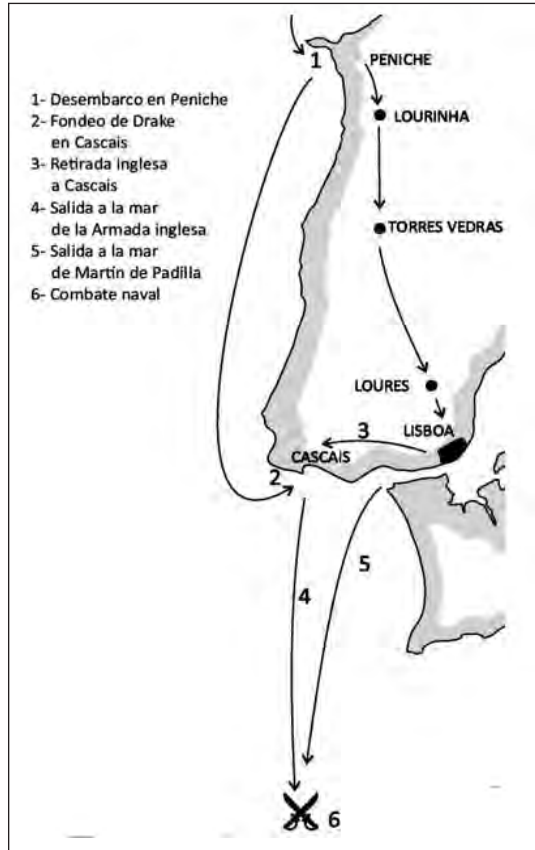 1- Desembarco en Peniche
2- Fondeo de Drake
en Cascais
3- Retirada inglesa
a Cascais
4- Salida a la mar
de la Armada inglesa
5- Salida a la mar
de Martín de Padilla
6- Combate naval
1
PENICHE
LOURINHA
TORRES VEDRAS
LOURES
LISBOA
3
CASCAIS
2
5
4
6